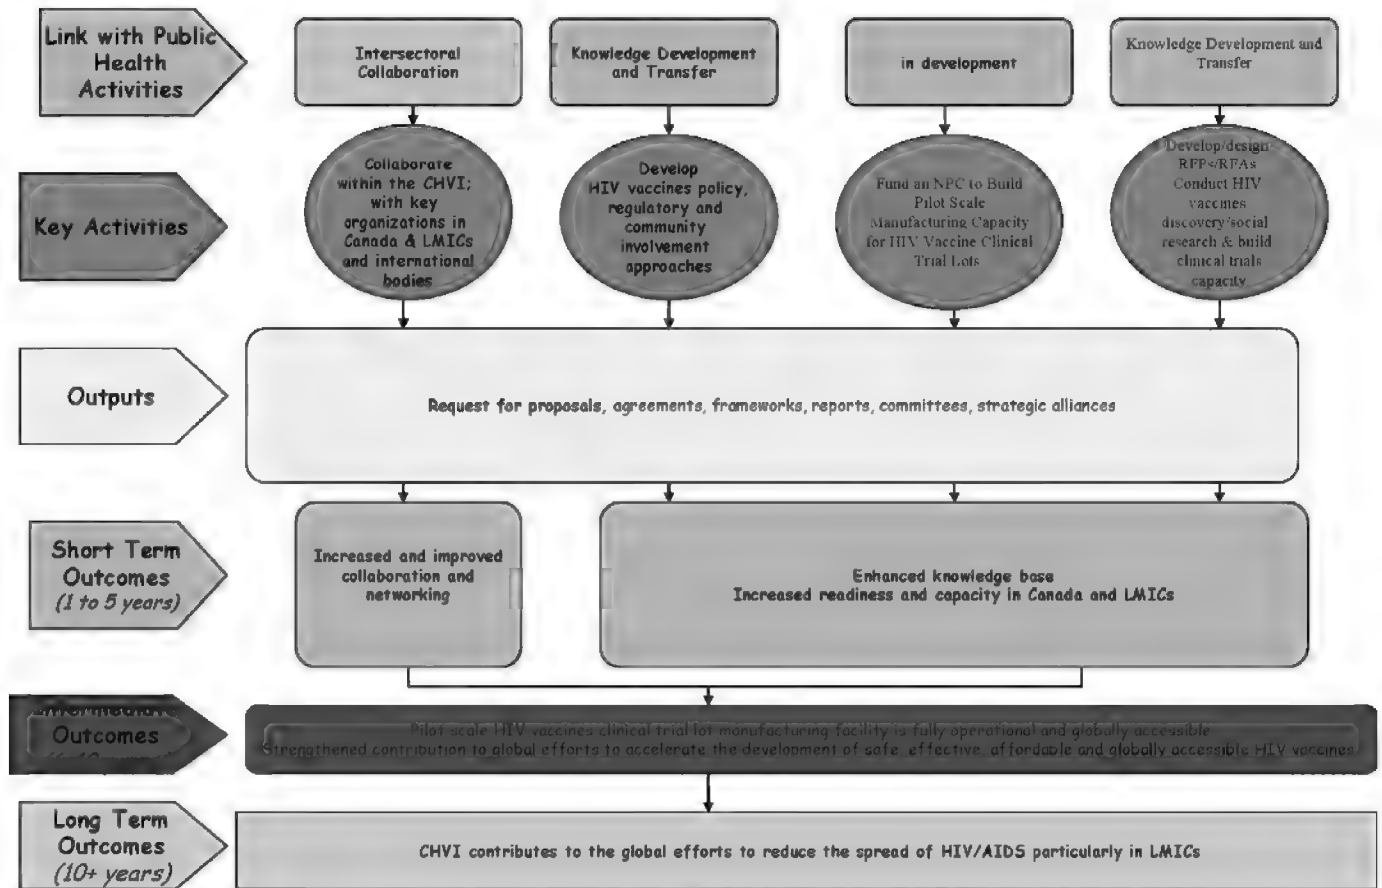 Link with Public
Health
Activities
Intersectoral
Collaboration
Knowledge Development
and Transfer
in development
Knowledge Development and
Transfer
Key Activities
Collaborate
within the CHVI;
with key
organizations in
Canada & LMICs
and international
bodies
Develop
HIV vaccines policy,
regulatory and
community
involvement
approaches
Fund an NPC to Build
Pilot Scale
Manufacturing Capacity
for HIV Vaccine Clinical
Trial Lots
Develop/design
RFPs/RFAs
Conduct HIV
vaccines
discovery/social
research & build
clinical trials
capacity
Outputs
Request for proposals, agreements, frameworks, reports, committees, strategic alliances
Short Term
Outcomes
(1 to 5 years)
Increased and improved
collaboration and
networking
Enhanced knowledge base
Increased readiness and capacity in Canada and LMICs
Intermediate
Outcomes
Pilot scale HIV vaccines clinical trial lot manufacturing facility is fully operational and globally accessible
Strengthened contribution to global efforts to accelerate the development of safe, effective, affordable and globally accessible HIV vaccines
Long Term
Outcomes
(10+ years)
CHVI contributes to the global efforts to reduce the spread of HIV/AIDS particularly in LMICs